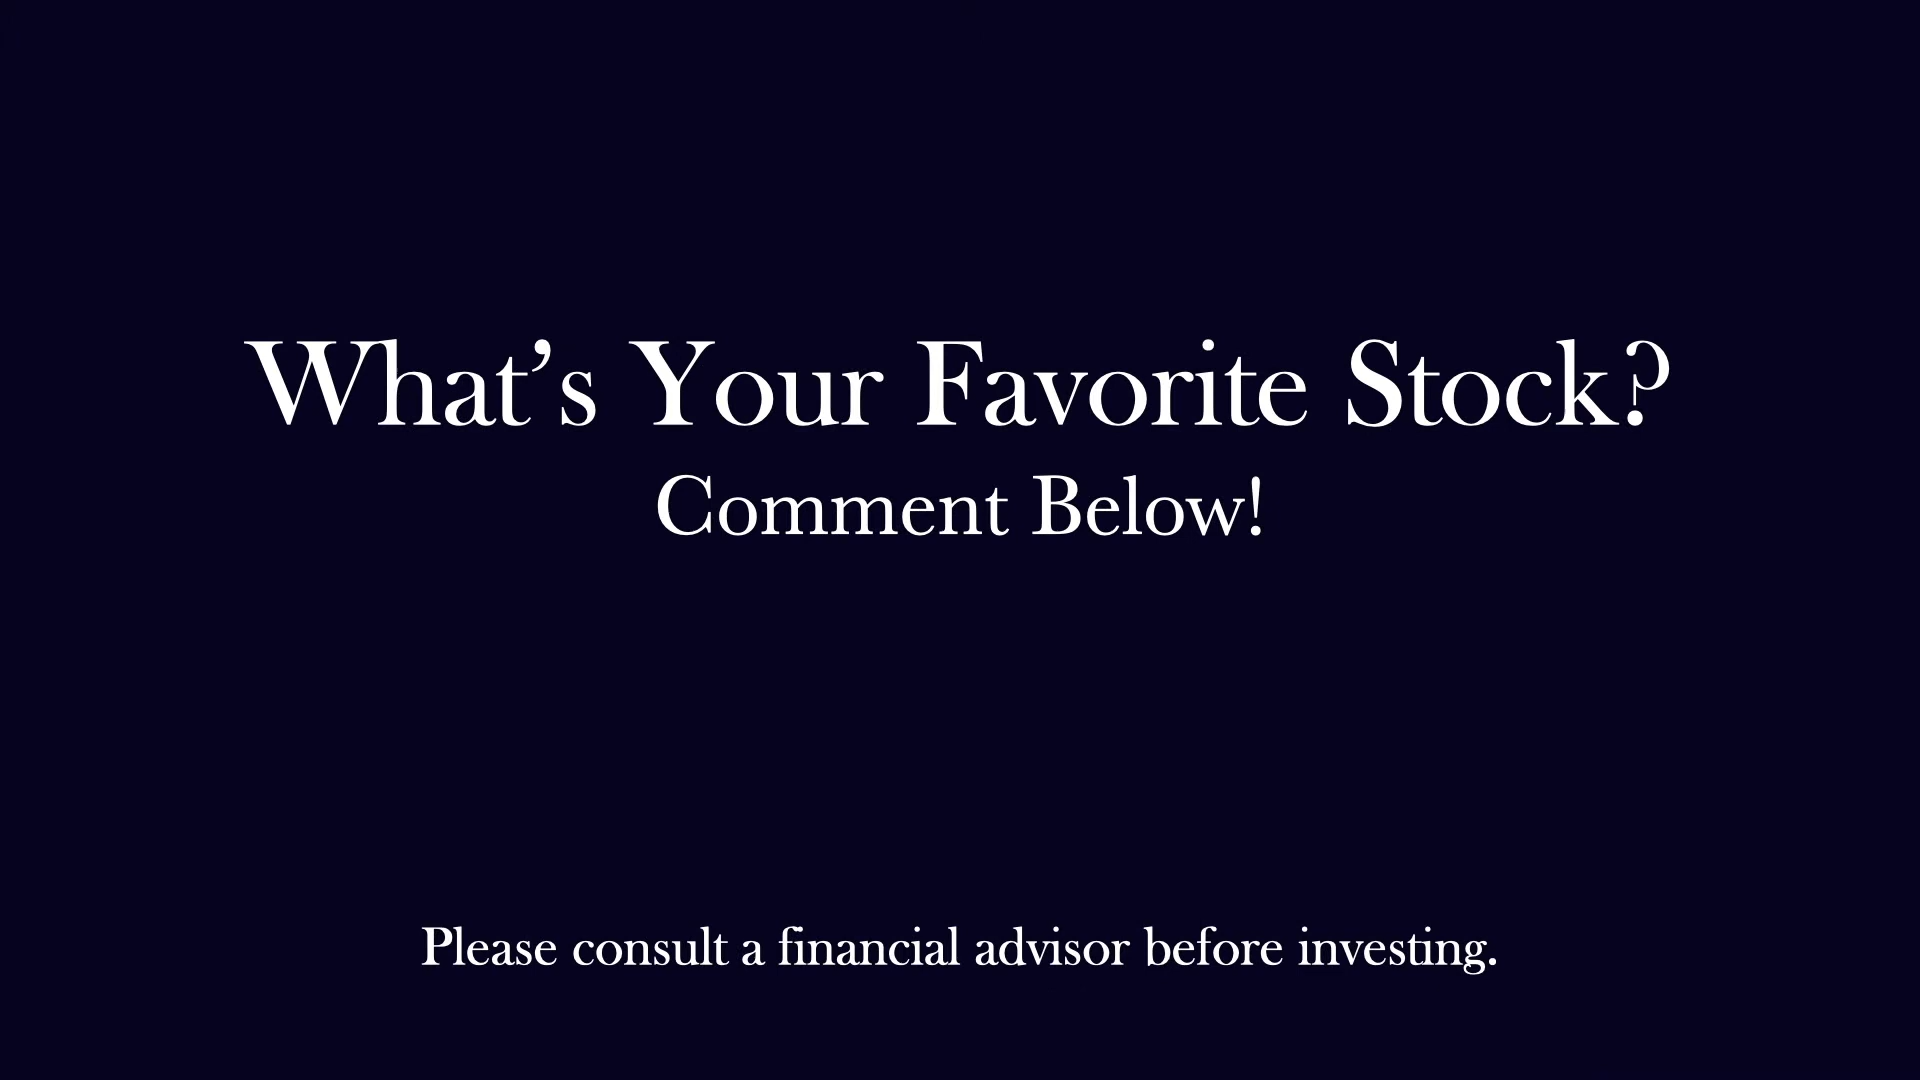 What’s Your Favorite Stock?
Comment Below!
Please consult a financial advisor before investing.